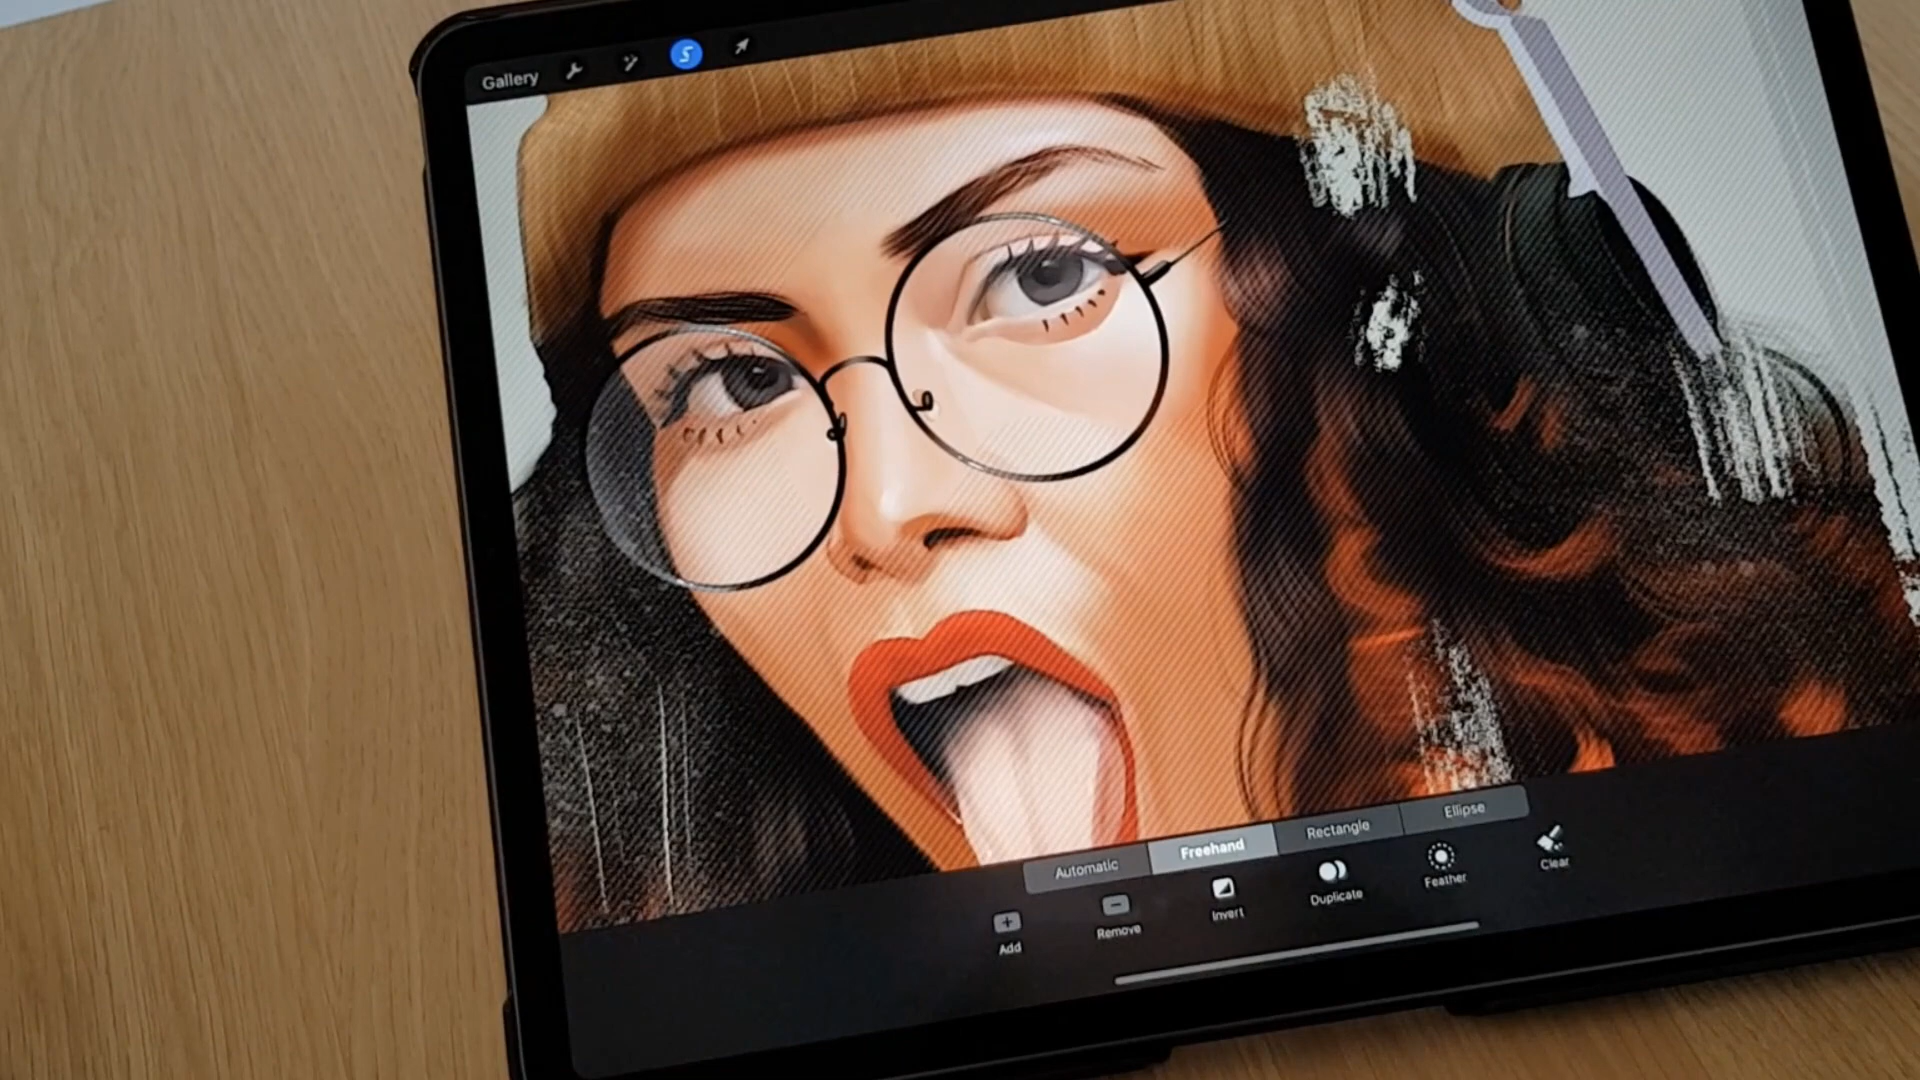 Gallery
Automatic
Freehand
Rectangle
Ellipse
Add
Remove
Invert
Duplicate
Feather
Clear